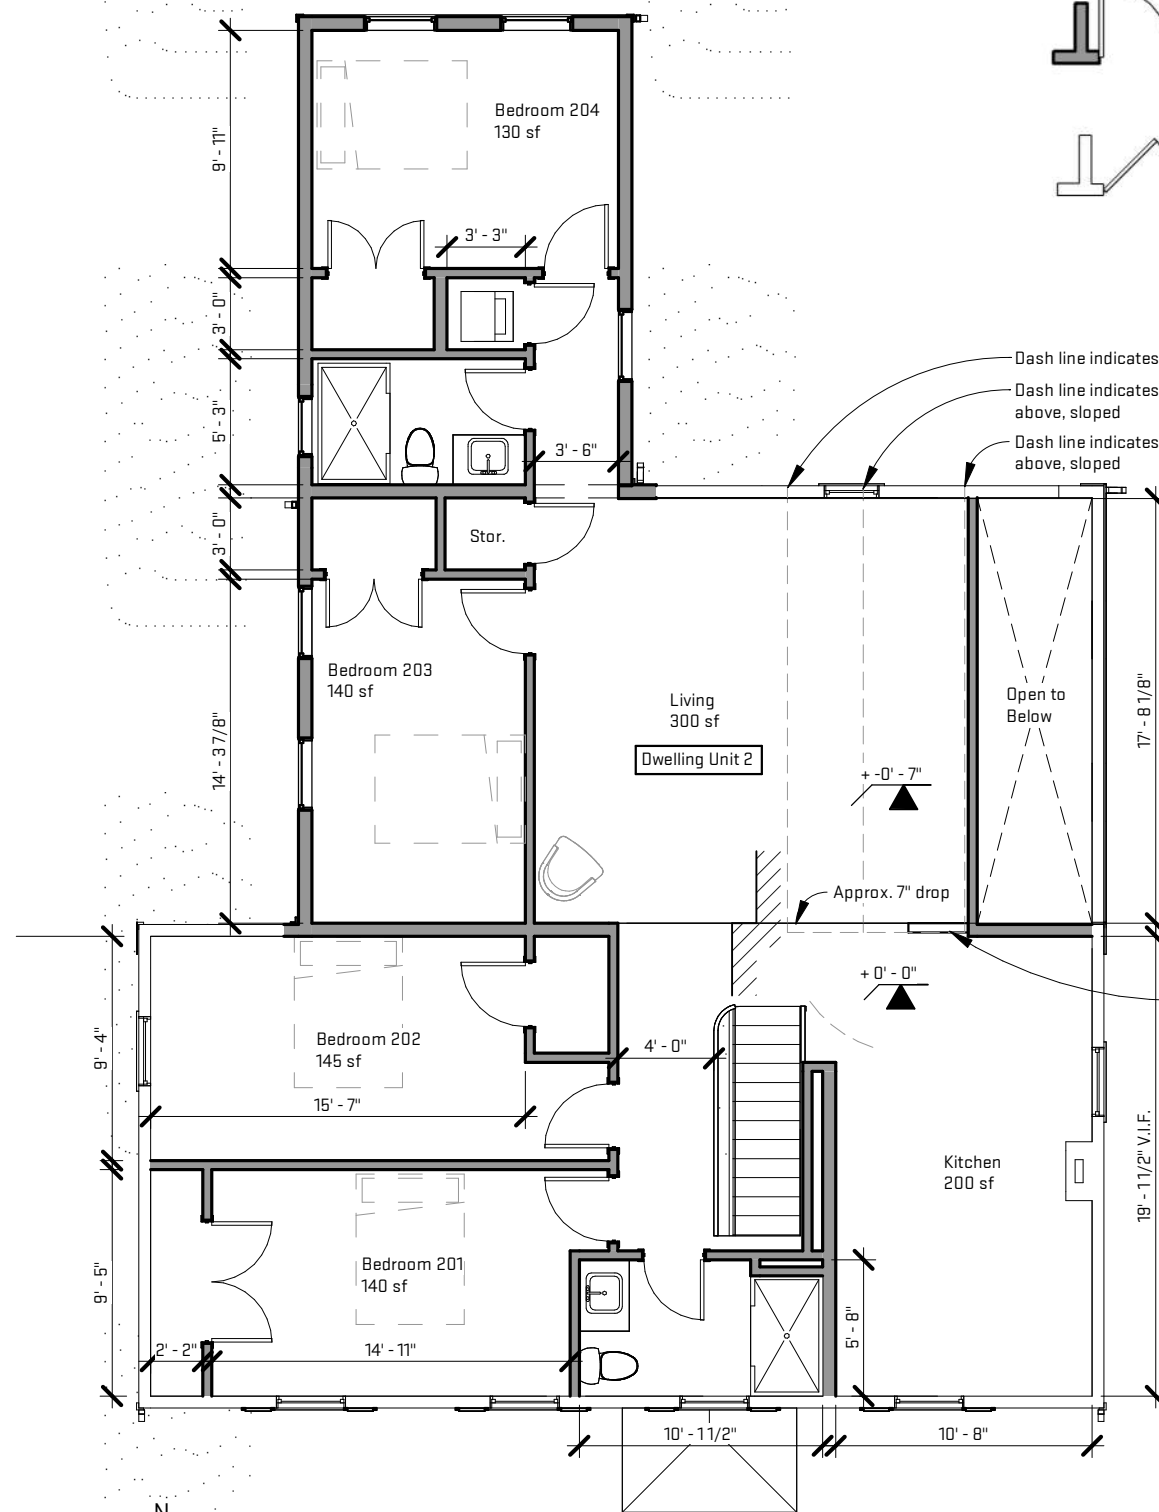 Bedroom 204
130 sf
9' - 11"
3' - 3"
3' - 0"
5' - 3"
3' - 6"
Dash line indicates
Dash line indicates
above, sloped
Dash line indicates
above, sloped
3' - 0"
Stor.
Bedroom 203
140 sf
14' - 3 7/8"
Living
300 sf
Dwelling Unit 2
Open to
Below
17' - 8 1/8"
+ -0' - 7"
Approx. 7" drop
+ 0' - 0"
9' - 4"
Bedroom 202
145 sf
15' - 7"
4' - 0"
Kitchen
200 sf
19' - 1 1/2" V.I.F.
9' - 5"
Bedroom 201
140 sf
2' - 2"
14' - 11"
5' - 8"
10' - 1 1/2"
10' - 8"
N